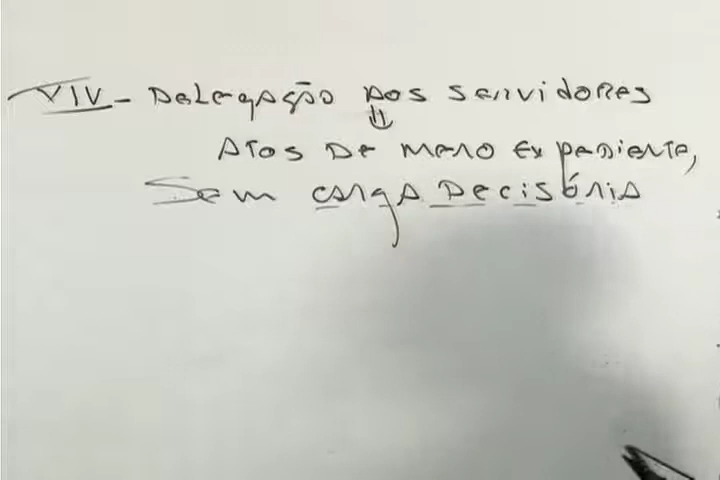 XIV - Delegação aos servidores
Atos de mero expediente,
Sem carga decisória